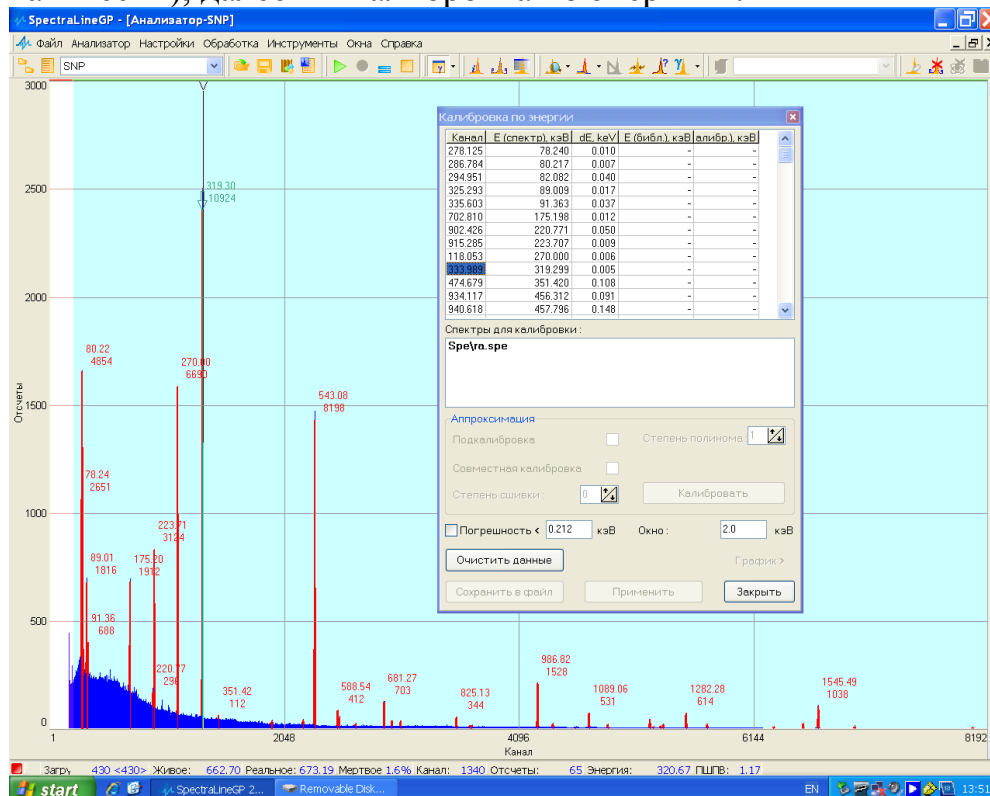 SpectraLineGP - [Анализатор-SNP]
Файл Анализатор Настройки Обработка Инструменты Окна Справка
SNP
3000
2500
2000
1500
1000
500
0
Отсчеты
319.30
10924
80.22
4854
270.00
6690
543.08
8198
78.24
2651
223.71
3124
89.01
1816
175.20
1912
91.36
688
220.77
351.42
112
508.54
412
681.27
703
825.13
344
986.82
1528
1089.06
531
1282.28
614
1545.49
1038
1 2048 4096 6144 8192
Канал
Калибровка по энергии
Канал E (спектр), кэВ dE, keV E (библ.), кэВ алибр.), кэВ
278.125 78.240 0.010 - -
286.784 80.217 0.007 - -
294.951 82.082 0.040 - -
325.293 89.009 0.017 - -
335.603 91.363 0.037 - -
702.810 175.198 0.012 - -
902.426 220.771 0.050 - -
915.285 223.707 0.009 - -
118.053 270.000 0.006 - -
333.989 319.299 0.005 - -
474.679 351.420 0.108 - -
934.117 456.312 0.091 - -
940.618 457.796 0.148 - -
Спектры для калибровки :
Spe\ra.spe
Аппроксимация
Подкалибровка Степень полинома : 1
Совместная калибровка
Степень сшивки : 0 Калибровать
Погрешность < 0.212 кэВ Окно : 2.0 кэВ
Очистить данные График >
Сохранить в файл Применить Закрыть
Загру 430 <430> Живое: 662.70 Реальное: 673.19 Мертвое 1.6% Канал: 1340 Отсчеты: 65 Энергия: 320.67 ПШПВ: 1.17
start SpectraLineGP 2... Removable Disk... EN 13:51